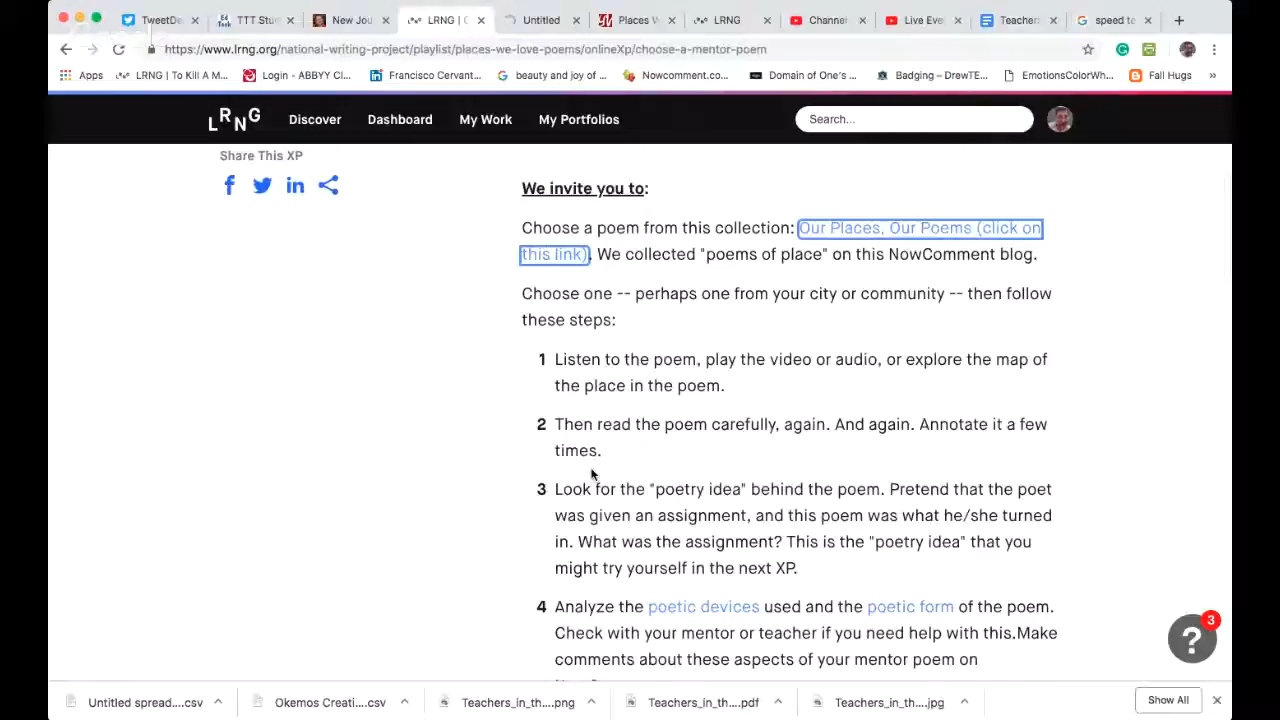 TweetDe
TTT Stu
New Jou
LRNG | C
Untitled
Places W
LRNG
Channel
Live Eve
Teacher
speed te
https://www.lrng.org/national-writing-project/playlist/places-we-love-poems/onlineXp/choose-a-mentor-poem
Apps
LRNG | To Kill A M...
Login - ABBYY Cl...
Francisco Cervant...
beauty and joy of ...
Nowcomment.co...
Domain of One's ...
Badging – DrewTE...
EmotionsColorWh...
Fall Hugs
LRNG
Discover
Dashboard
My Work
My Portfolios
Search...
Share This XP
We invite you to:
Choose a poem from this collection: Our Places, Our Poems (click on
this link). We collected "poems of place" on this NowComment blog.
Choose one -- perhaps one from your city or community -- then follow
these steps:
1 Listen to the poem, play the video or audio, or explore the map of
the place in the poem.
2 Then read the poem carefully, again. And again. Annotate it a few
times.
3 Look for the "poetry idea" behind the poem. Pretend that the poet
was given an assignment, and this poem was what he/she turned
in. What was the assignment? This is the "poetry idea" that you
might try yourself in the next XP.
4 Analyze the poetic devices used and the poetic form of the poem.
Check with your mentor or teacher if you need help with this.Make
comments about these aspects of your mentor poem on
?
3
Untitled spread....csv
Okemos Creati....csv
Teachers_in_th....png
Teachers_in_th....pdf
Teachers_in_th....jpg
Show All